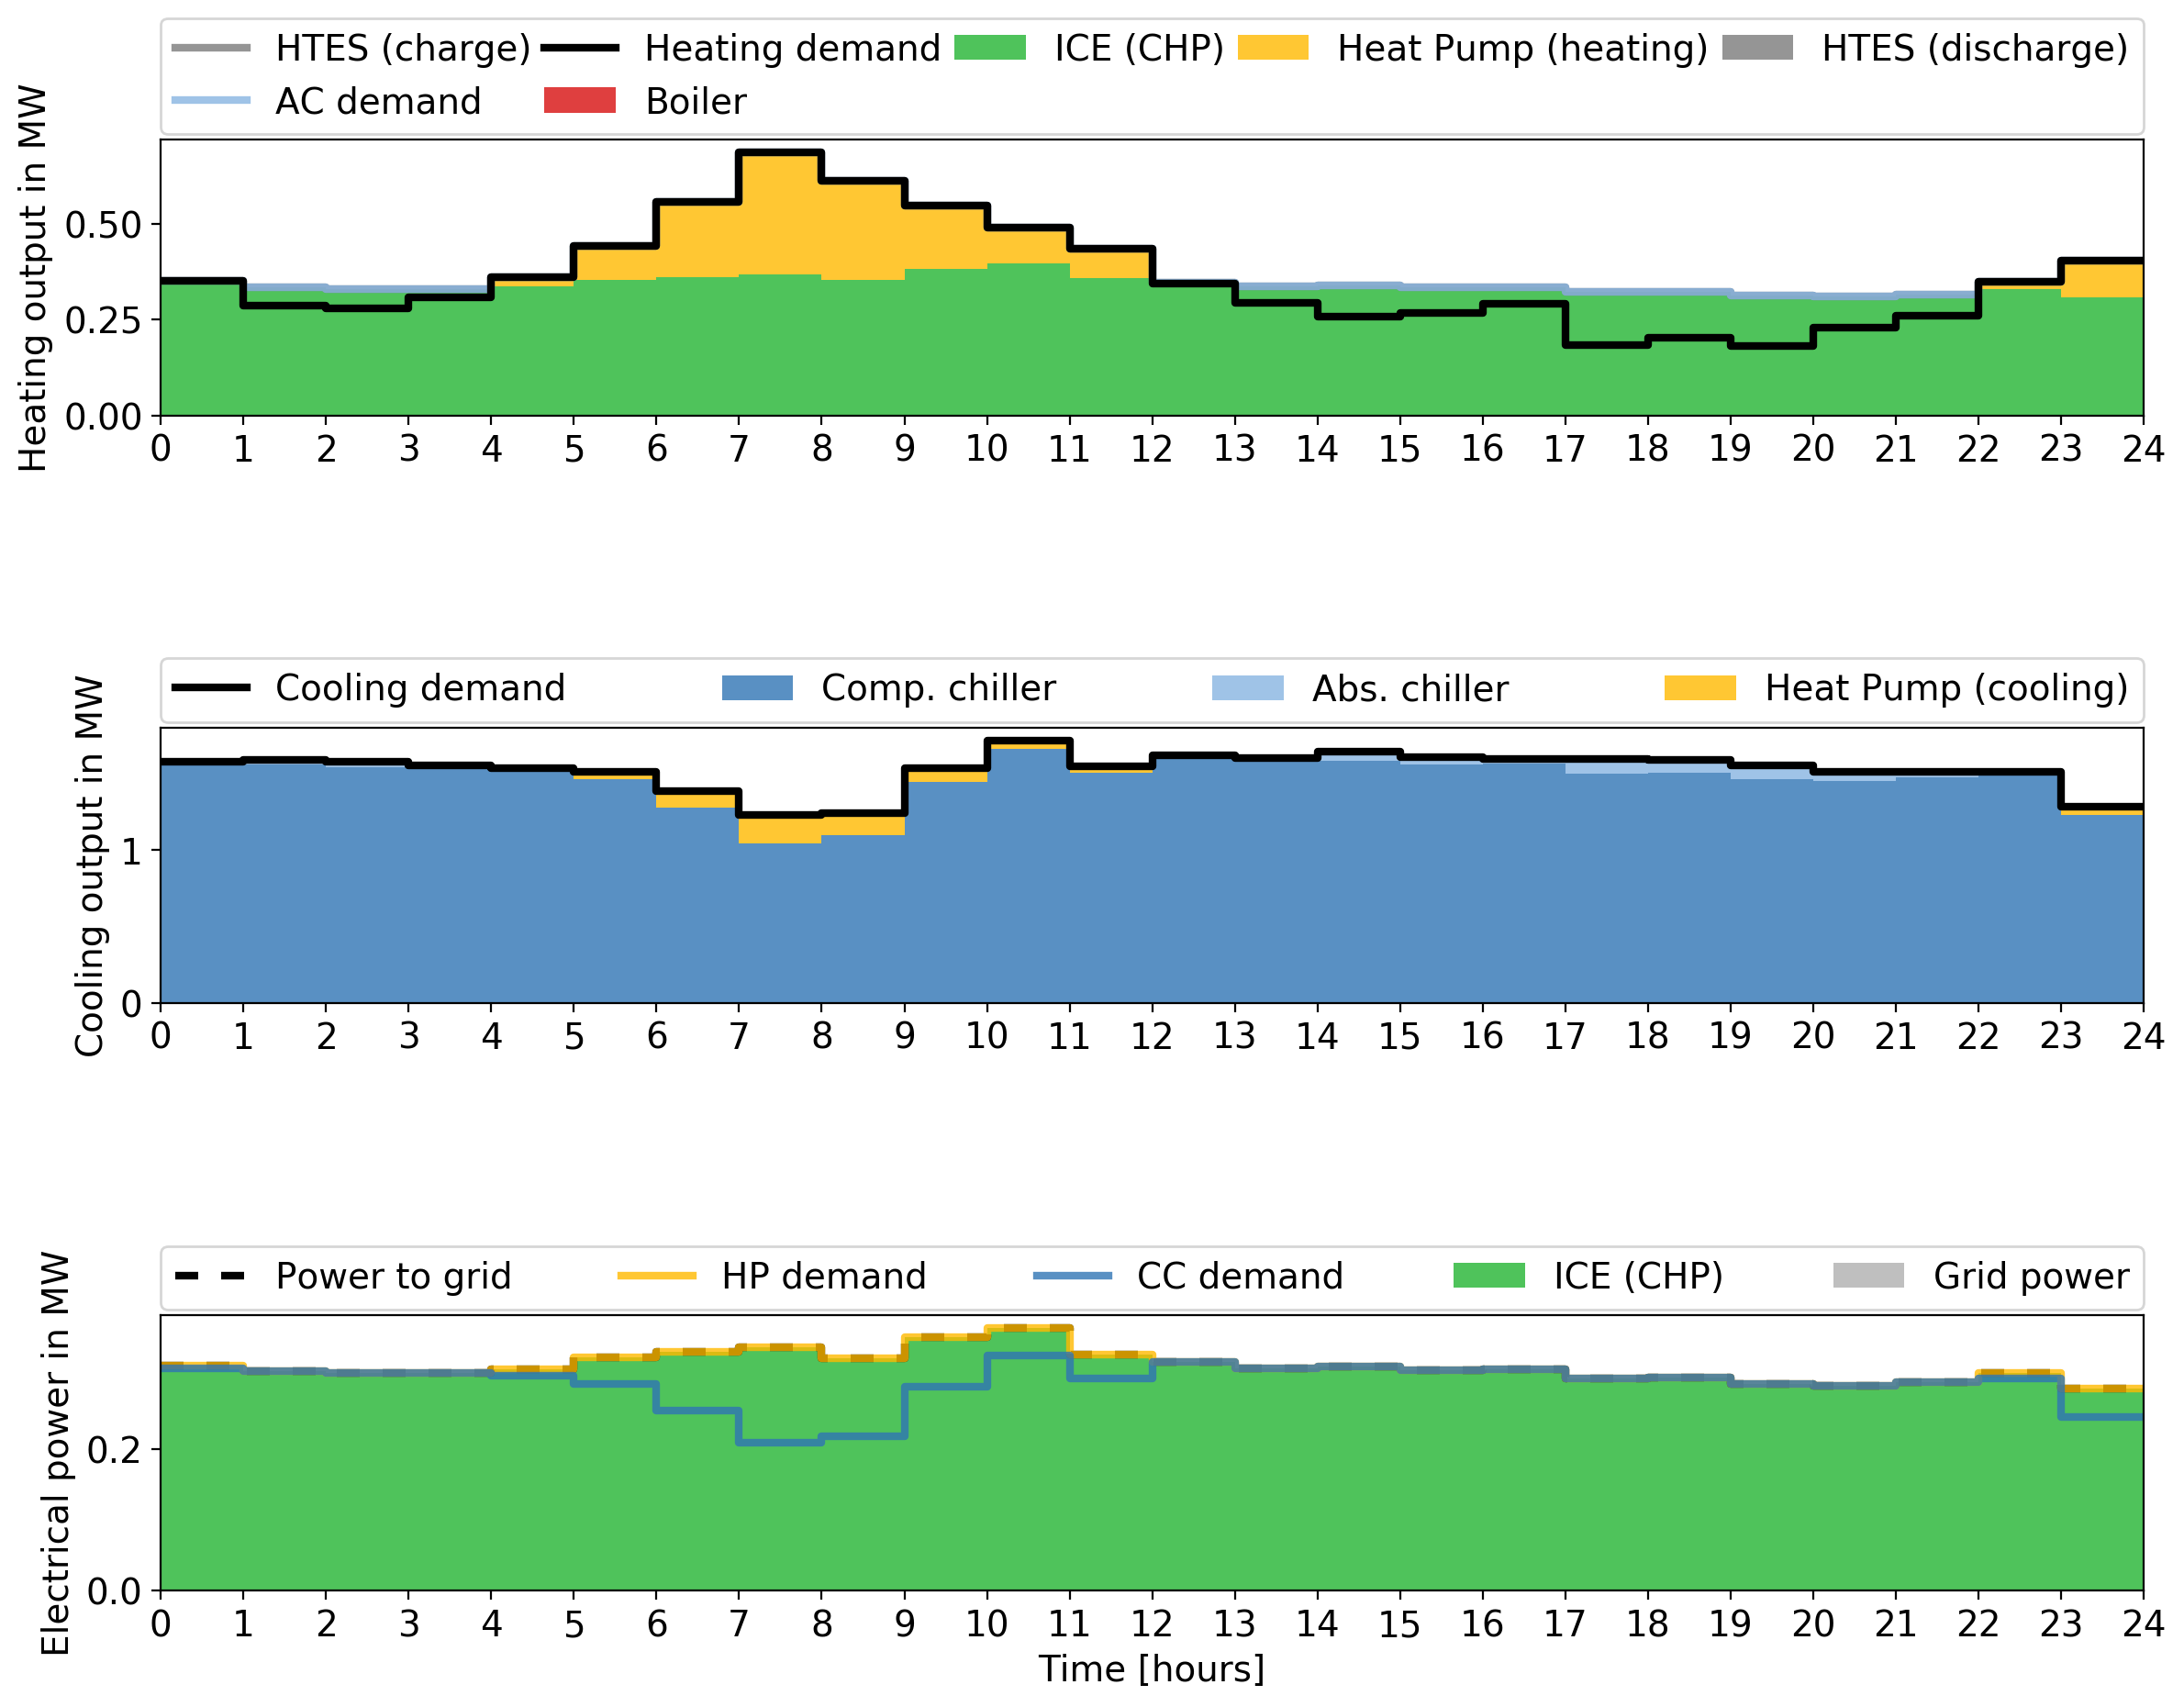 HTES (charge) Heating demand ICE (CHP) Heat Pump (heating) HTES (discharge)
AC demand Boiler
Heating output in MW
0.50
0.25
0.00
0 1 2 3 4 5 6 7 8 9 10 11 12 13 14 15 16 17 18 19 20 21 22 23 24
Cooling demand Comp. chiller Abs. chiller Heat Pump (cooling)
Cooling output in MW
1
0
0 1 2 3 4 5 6 7 8 9 10 11 12 13 14 15 16 17 18 19 20 21 22 23 24
Power to grid HP demand CC demand ICE (CHP) Grid power
Electrical power in MW
0.2
0.0
0 1 2 3 4 5 6 7 8 9 10 11 12 13 14 15 16 17 18 19 20 21 22 23 24
Time [hours]